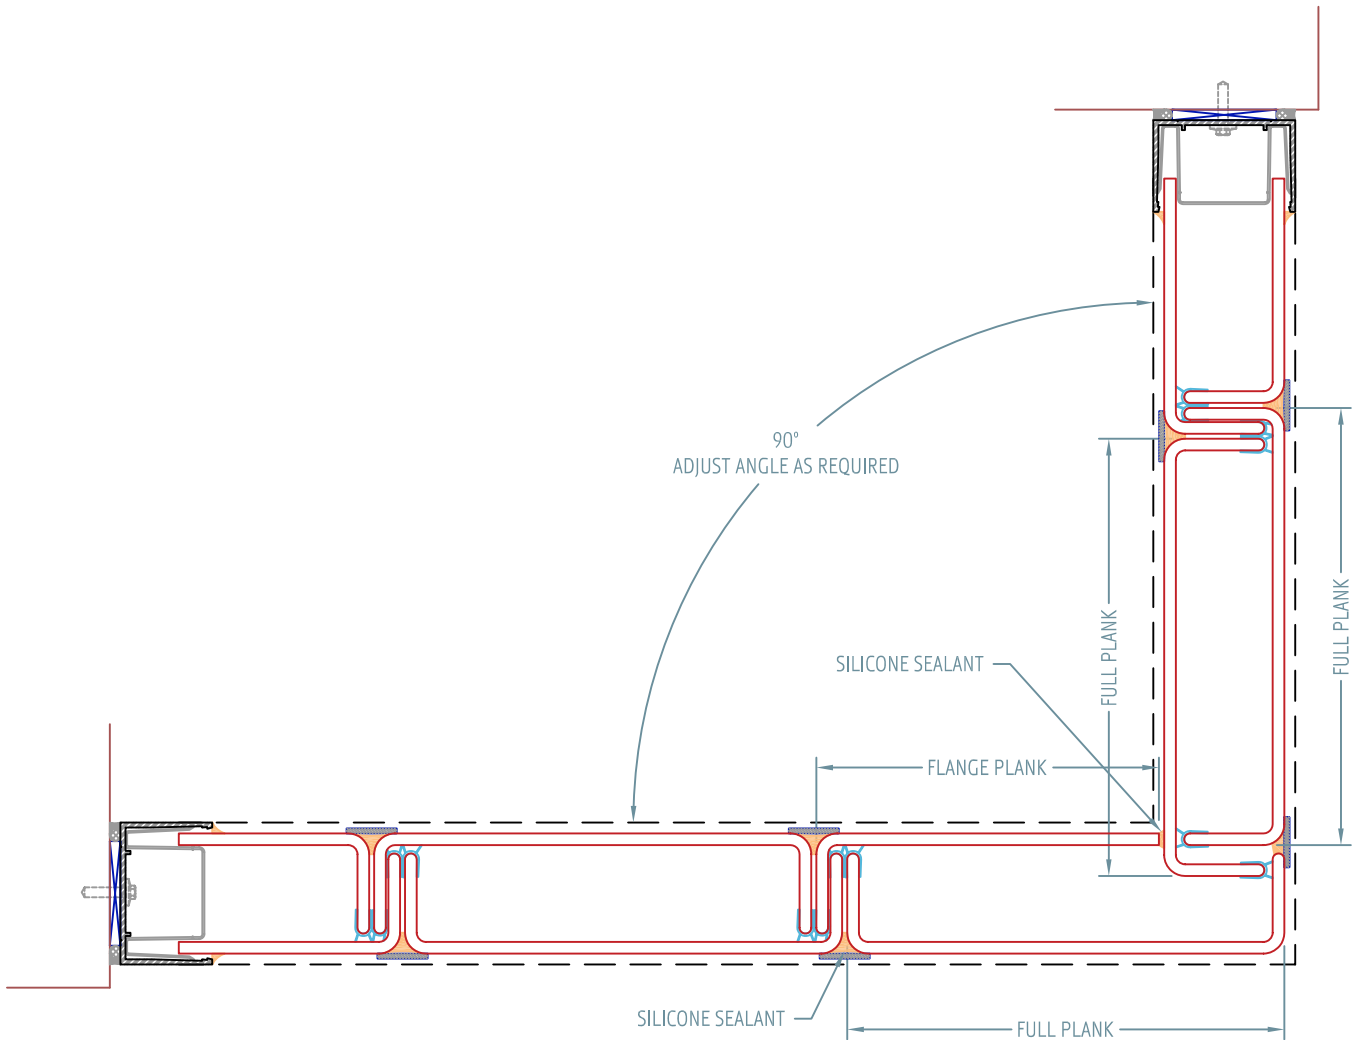 90°
ADJUST ANGLE AS REQUIRED
FULL PLANK
FULL PLANK
SILICONE SEALANT
FLANGE PLANK
SILICONE SEALANT
FULL PLANK